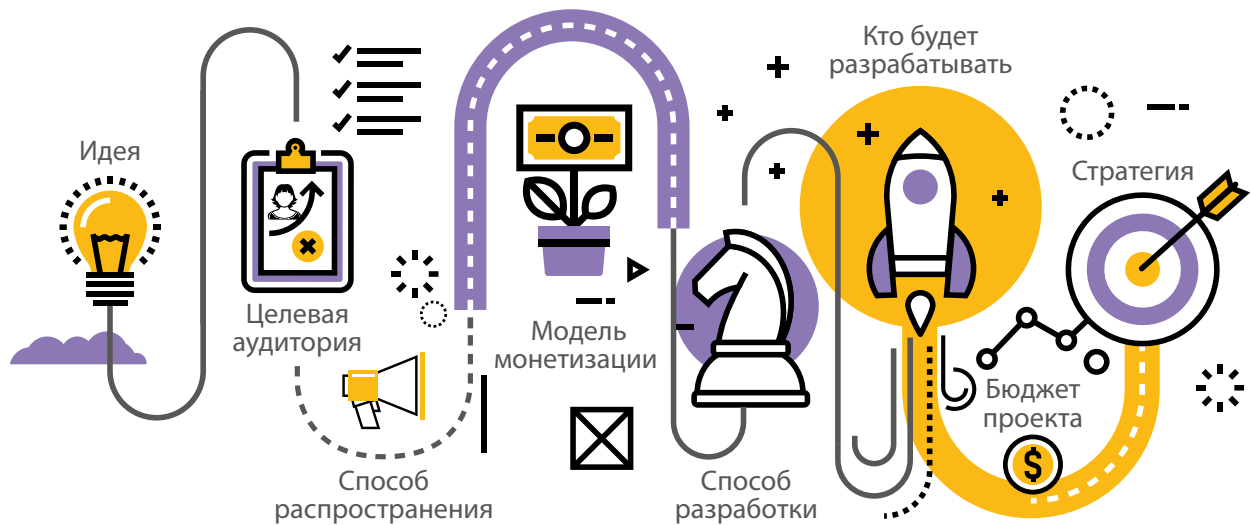 Идея
Целевая
аудитория
Способ
распространения
Модель
монетизации
Способ
разработки
Кто будет
разрабатывать
Бюджет
проекта
$
Стратегия